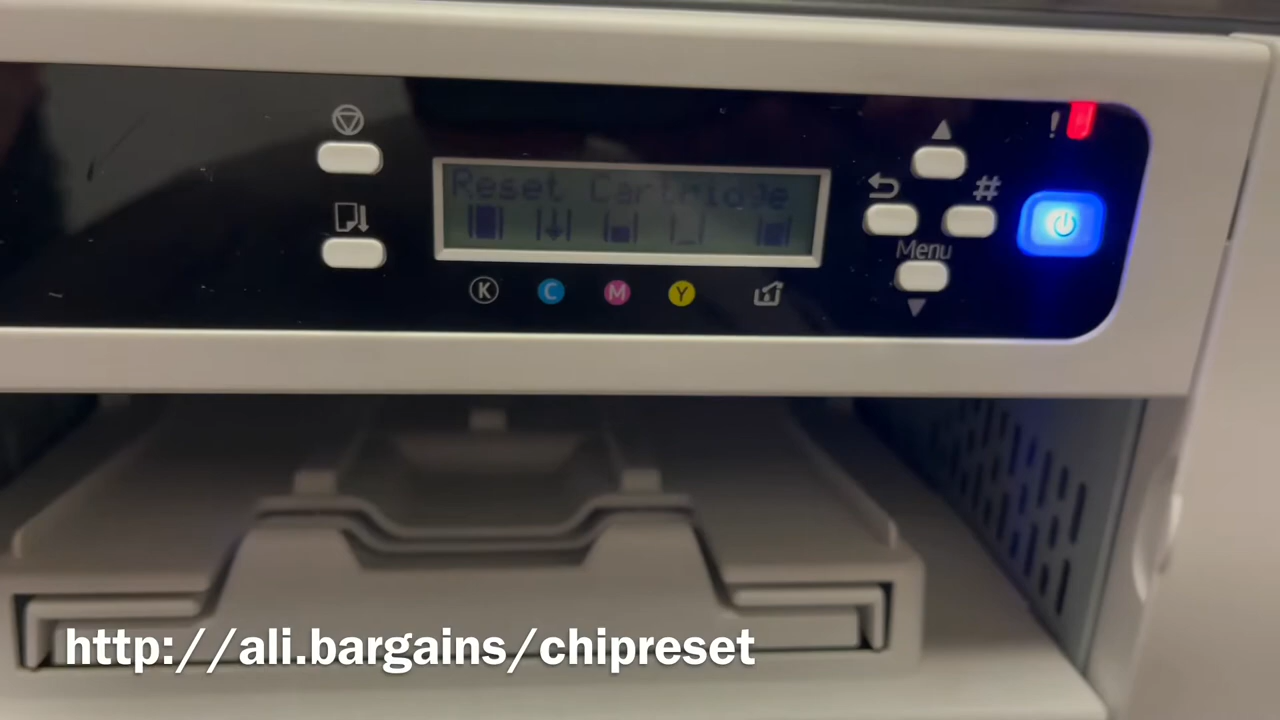 Reset Cartridge
!
#
Menu
K C M Y
http://ali.bargains/chipreset